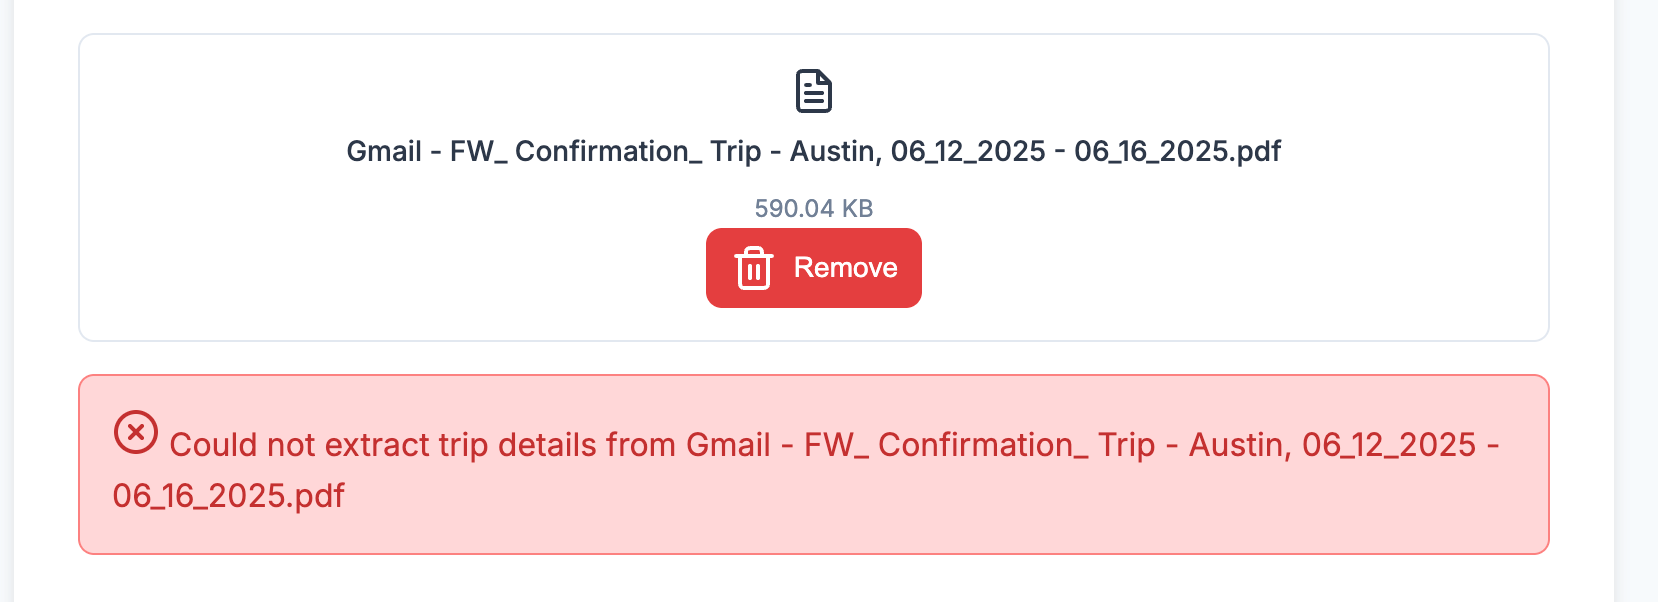 Gmail - FW_ Confirmation_ Trip - Austin, 06_12_2025 - 06_16_2025.pdf
590.04 KB
Remove
Could not extract trip details from Gmail - FW_ Confirmation_ Trip - Austin, 06_12_2025 -
06_16_2025.pdf